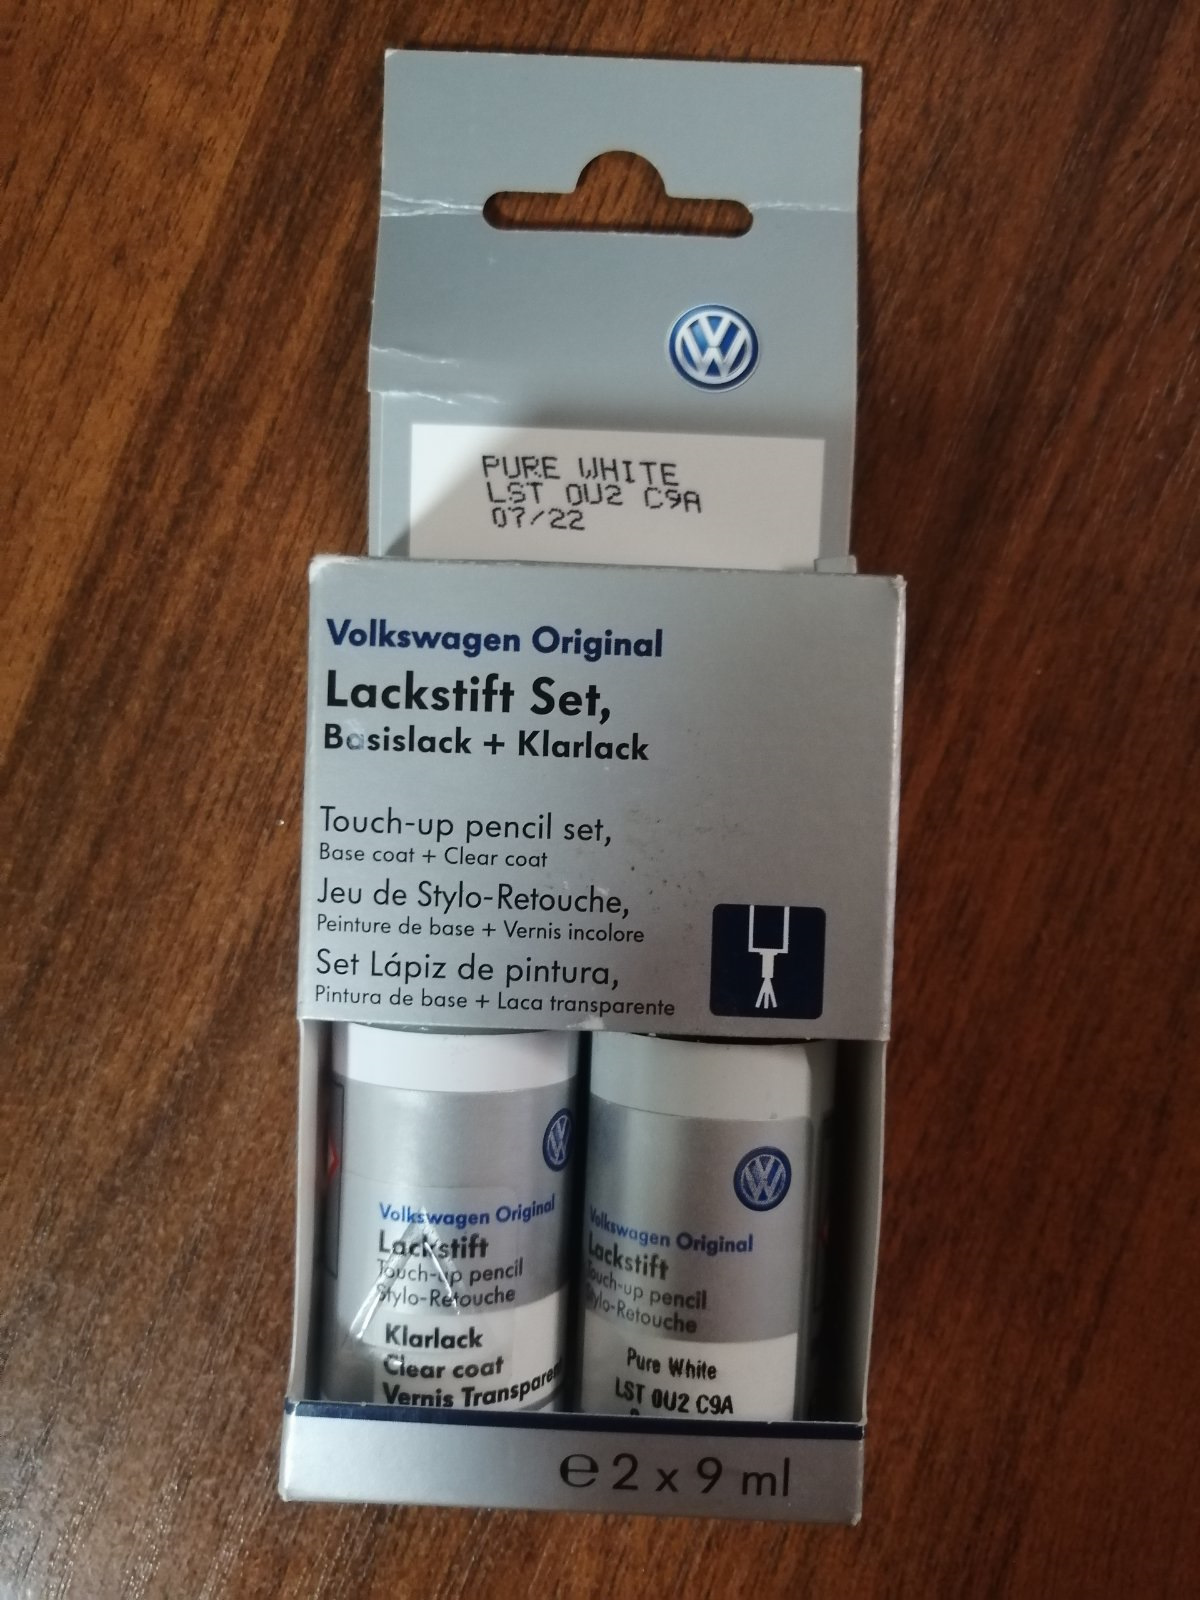 PURE WHITE
LST 0U2 C9A
07/22
Volkswagen Original
Lackstift Set,
Basislack + Klarlack
Touch-up pencil set,
Base coat + Clear coat
Jeu de Stylo-Retouche,
Peinture de base + Vernis incolore
Set Lápiz de pintura,
Pintura de base + Laca transparente
Volkswagen Original
Lackstift
Touch-up pencil
Stylo-Retouche
Klarlack
Clear coat
Vernis
Volkswagen Original
Lackstift
Touch-up pencil
Stylo-Retouche
Pure White
LST 0U2 C9A
e 2 x 9 ml